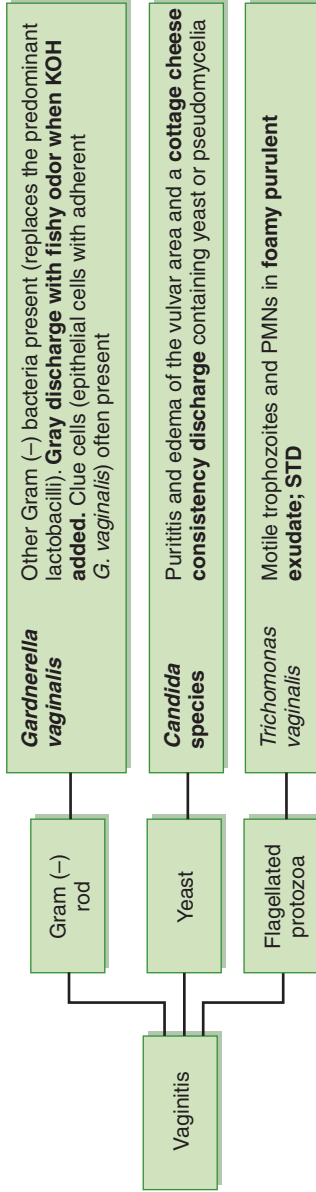 Vaginitis
Gram (–)
rod
Gardnerella
vaginalis
Other Gram (–) bacteria present (replaces the predominant
lactobacilli). Gray discharge with fishy odor when KOH
added. Clue cells (epithelial cells with adherent
G. vaginalis) often present
Yeast
Candida
species
Purititis and edema of the vulvar area and a cottage cheese
consistency discharge containing yeast or pseudomycelia
Flagellated
protozoa
Trichomonas
vaginalis
Motile trophozoites and PMNs in foamy purulent
exudate; STD